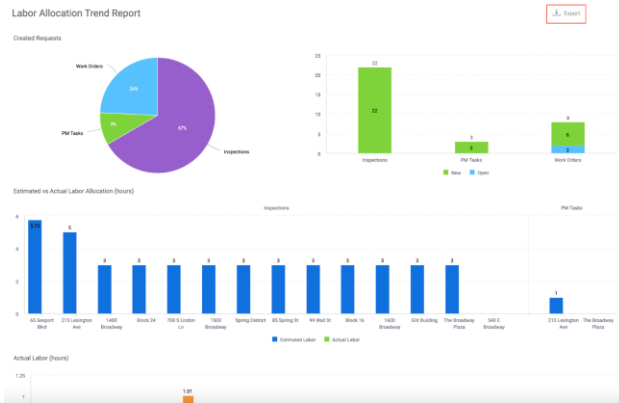 Labor Allocation Trend Report
Export
Created Requests
Work Orders
24%
9%
PM Tasks
67%
Inspections
25
20
15
10
5
0
22
22
3
3
8
6
2
Inspections
PM Tasks
Work Orders
New
Open
Estimated vs Actual Labor Allocation (hours)
Inspections
PM Tasks
6
4
2
0
5.75
5
3
3
3
3
3
3
3
3
3
3
3
1
65 Seaport Blvd
215 Lexington Ave
1400 Broadway
Block 24
708 S Lindon Ln
1500 Broadway
Spring District
85 Spring St
99 Wall St
Block 16
1600 Broadway
GIX Building
The Broadway Plaza
540 E Broadway
215 Lexington Ave
The Broadway Plaza
Estimated Labor
Actual Labor
Actual Labor (hours)
1.25
1
1.01